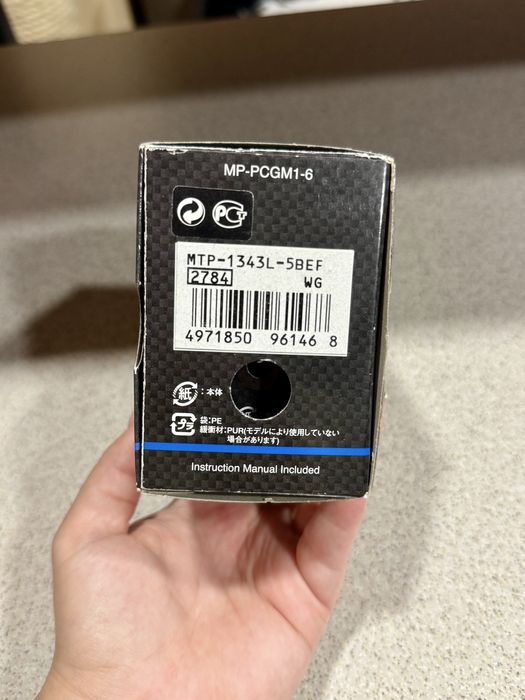 MP-PCGM1-6
PCT
MTP-1343L-5BEF
2784 WG
4971850 96146 8
紙 :本体
プラ 袋:PE
緩衝材:PUR(モデルにより使用していない
場合があります)
Instruction Manual Included